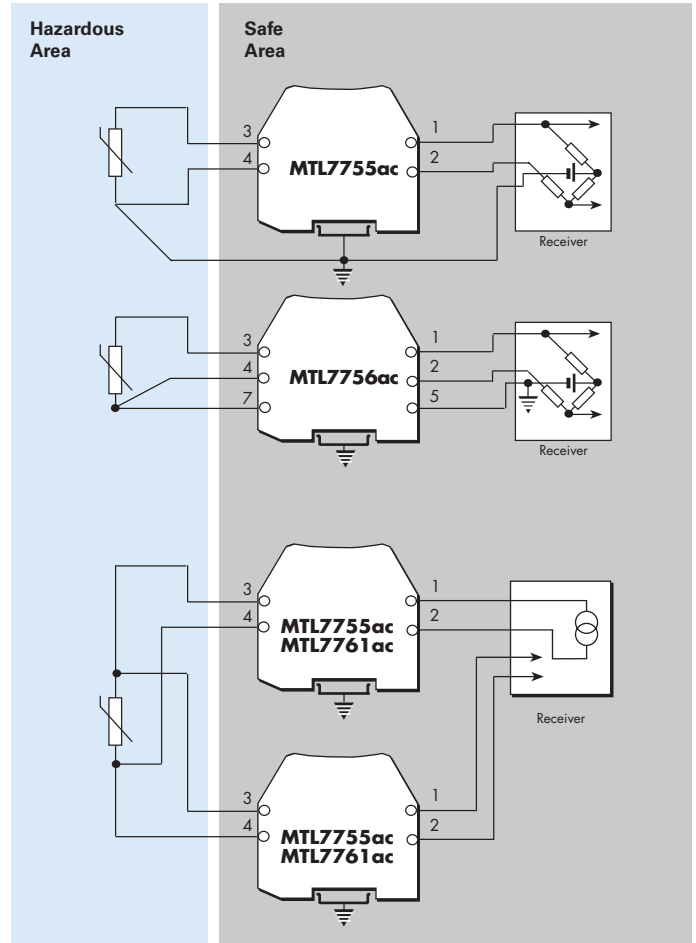 Hazardous
Area
Safe
Area
3
4
MTL7755ac
1
2
Receiver
3
4
7
MTL7756ac
1
2
5
Receiver
3
4
MTL7755ac
MTL7761ac
1
2
Receiver
3
4
MTL7755ac
MTL7761ac
1
2